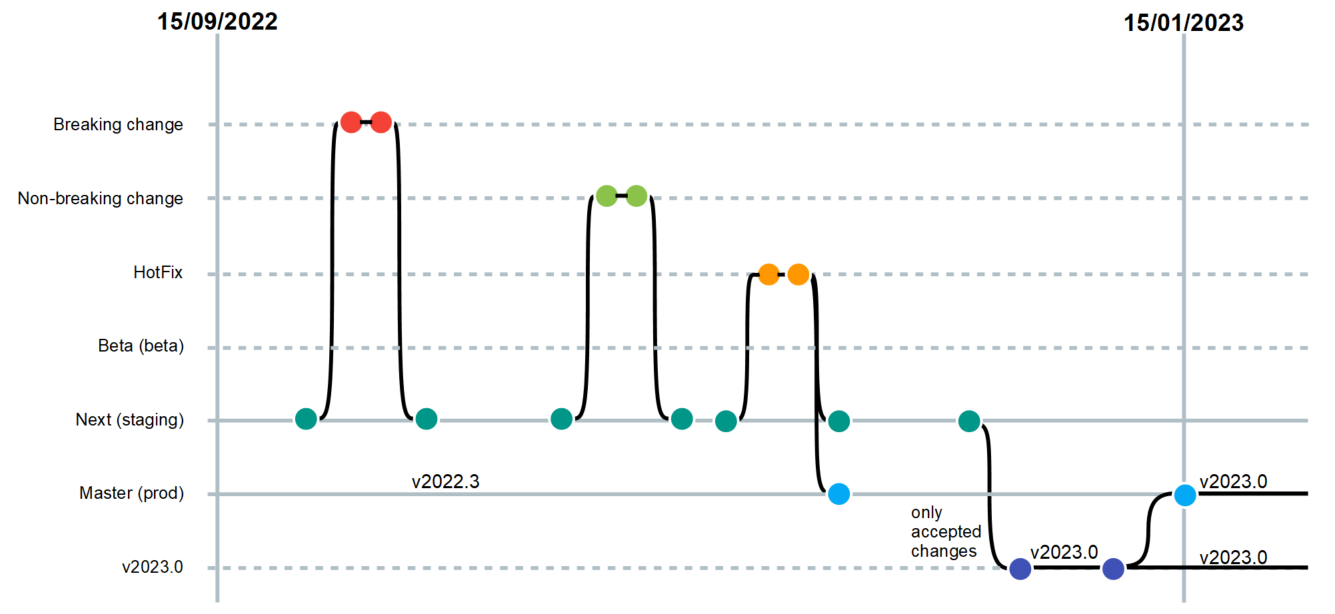 15/09/2022
15/01/2023
Breaking change
Non-breaking change
HotFix
Beta (beta)
Next (staging)
v2022.3
v2023.0
Master (prod)
only
accepted
changes
v2023.0
v2023.0
v2023.0